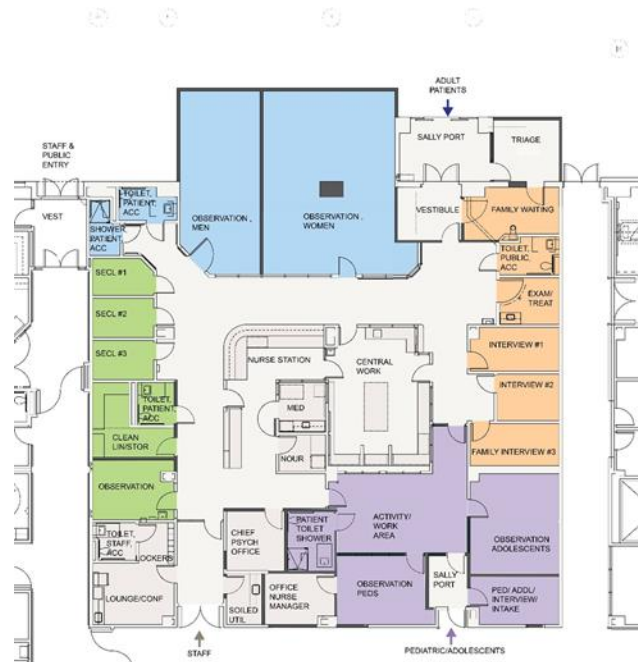 ADULT
PATIENTS
SALLY PORT
TRIAGE
STAFF &
PUBLIC
ENTRY
VEST
TOILET,
PATIENT,
ACC
SHOWER,
PATIENT
ACC
OBSERVATION ,
MEN
OBSERVATION ,
WOMEN
VESTIBULE
FAMILY WAITING
TOILET,
PUBLIC,
ACC
SECL #1
EXAM/
TREAT
SECL #2
SECL #3
NURSE STATION
CENTRAL
WORK
INTERVIEW #1
INTERVIEW #2
TOILET,
PATIENT,
ACC
MED
CLEAN
LIN/STOR
NOUR
FAMILY INTERVIEW #3
OBSERVATION
TOILET,
STAFF,
ACC
LOCKERS
CHIEF
PSYCH
OFFICE
PATIENT
TOILET
SHOWER
ACTIVITY/
WORK
AREA
OBSERVATION
ADOLESCENTS
LOUNGE/CONF
SOILED
UTIL
OFFICE
NURSE
MANAGER
OBSERVATION
PEDS
SALLY
PORT
PED/ ADDL/
INTERVIEW/
INTAKE
STAFF
PEDIATRIC/ADOLESCENTS